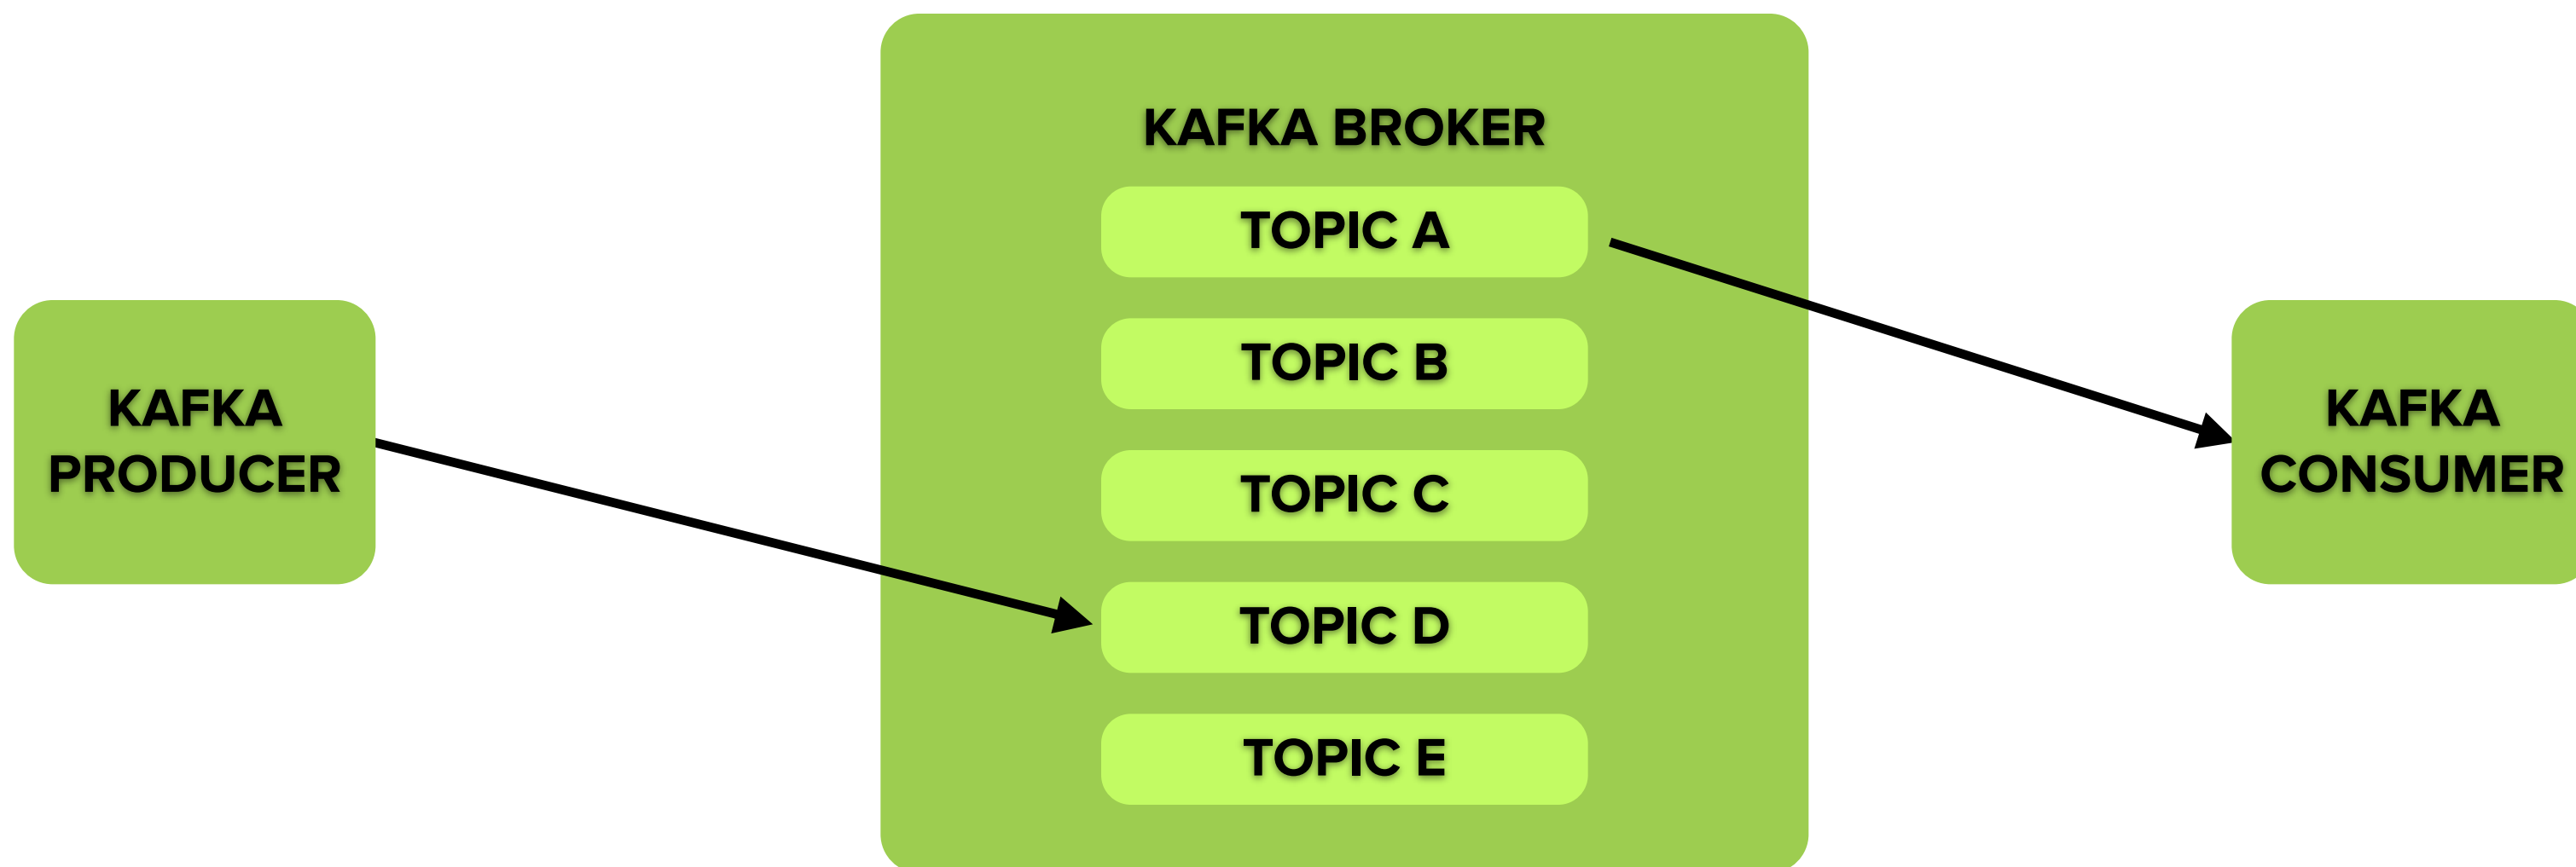 KAFKA BROKER
TOPIC A
TOPIC B
TOPIC C
TOPIC D
TOPIC E
KAFKA
PRODUCER
KAFKA
CONSUMER